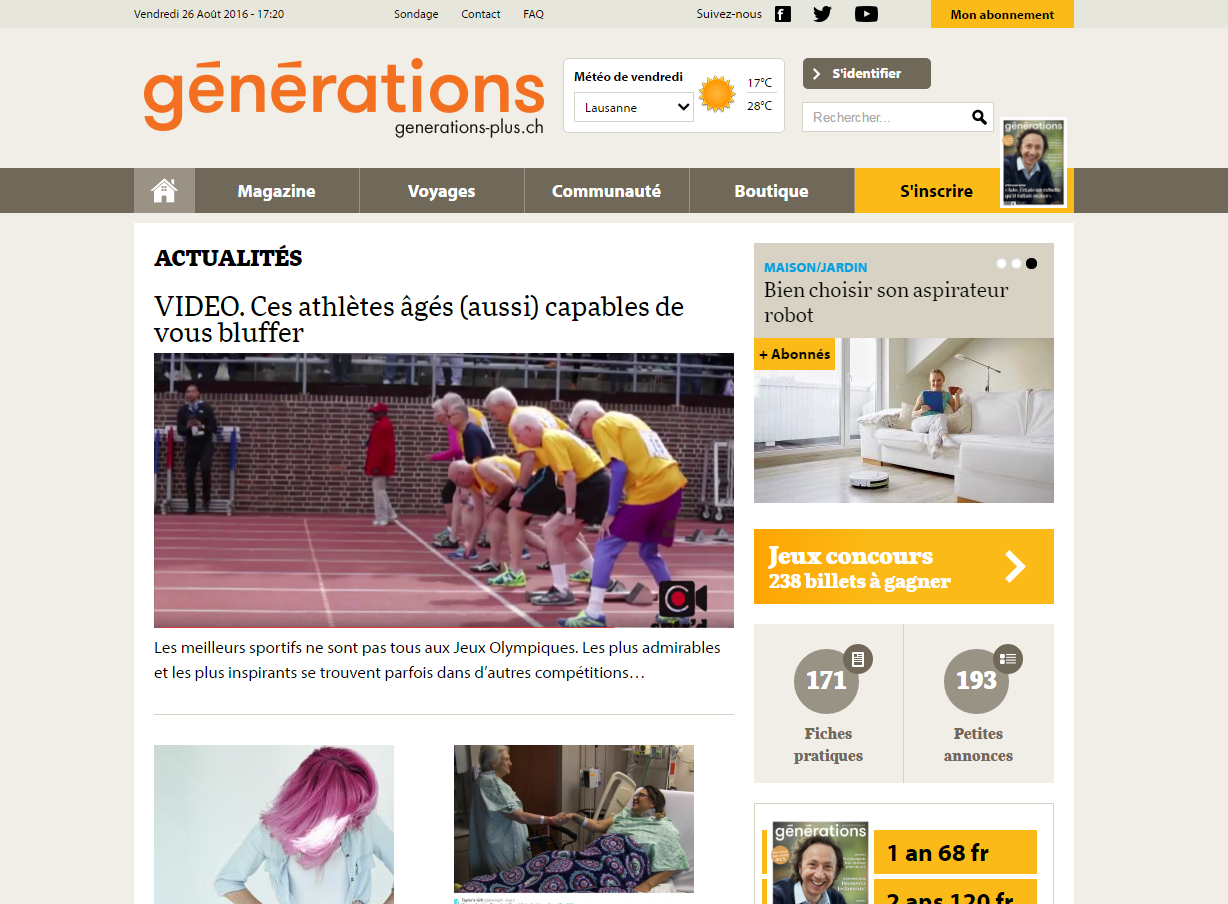 Vendredi 26 Août 2016 - 17:20
Sondage
Contact
FAQ
Suivez-nous
Mon abonnement
générations
generations-plus.ch
Météo de vendredi
Lausanne
17°C
28°C
S'identifier
Rechercher...
générations
Magazine
Voyages
Communauté
Boutique
S'inscrire
ACTUALITÉS
VIDEO. Ces athlètes âgés (aussi) capables de
vous bluffer
Les meilleurs sportifs ne sont pas tous aux Jeux Olympiques. Les plus admirables
et les plus inspirants se trouvent parfois dans d’autres compétitions…
MAISON/JARDIN
Bien choisir son aspirateur
robot
+ Abonnés
Jeux concours
238 billets à gagner
171
Fiches
pratiques
193
Petites
annonces
générations
1 an 68 fr
2 ans 120 fr